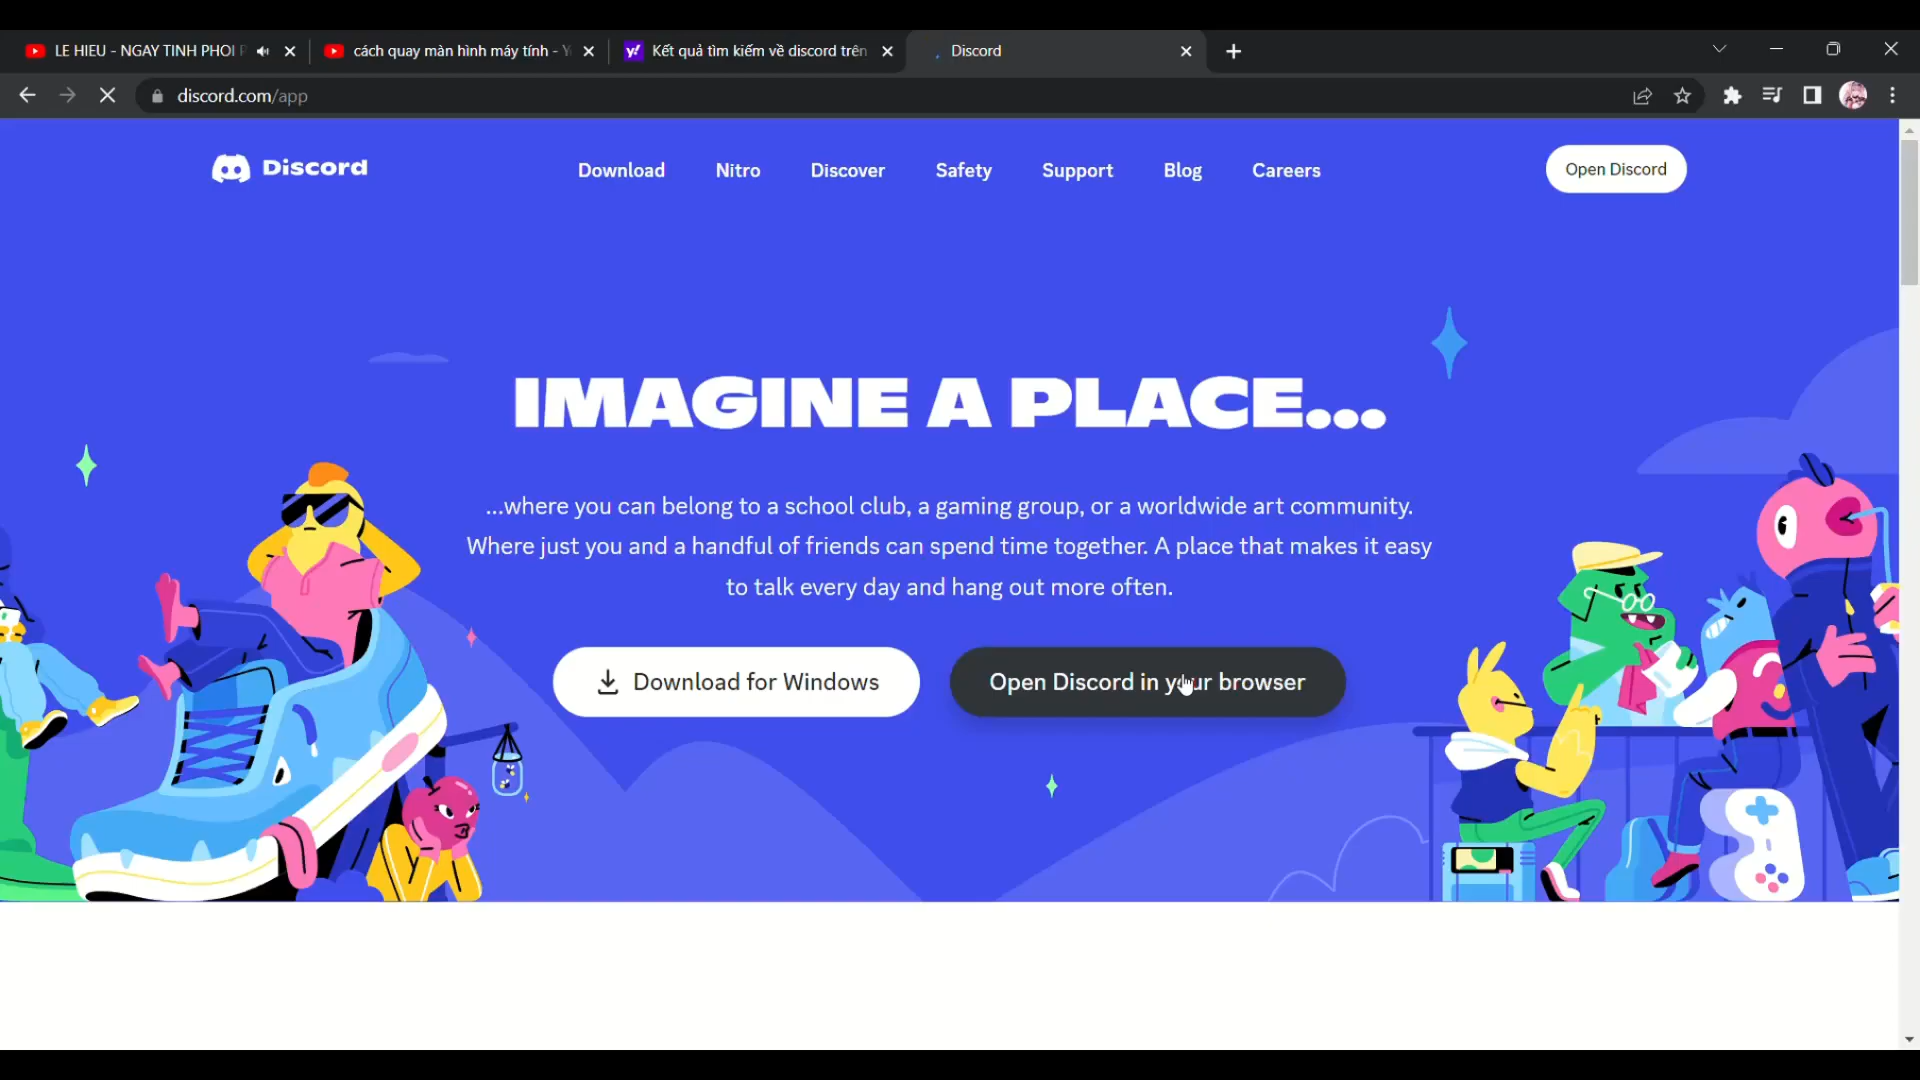 LE HIEU - NGAY TINH PHOI
cách quay màn hình máy tính -
Kết quả tìm kiếm về discord trên
Discord
discord.com/app
Discord
Download
Nitro
Discover
Safety
Support
Blog
Careers
Open Discord
IMAGINE A PLACE...
...where you can belong to a school club, a gaming group, or a worldwide art community.
Where just you and a handful of friends can spend time together. A place that makes it easy
to talk every day and hang out more often.
Download for Windows
Open Discord in your browser